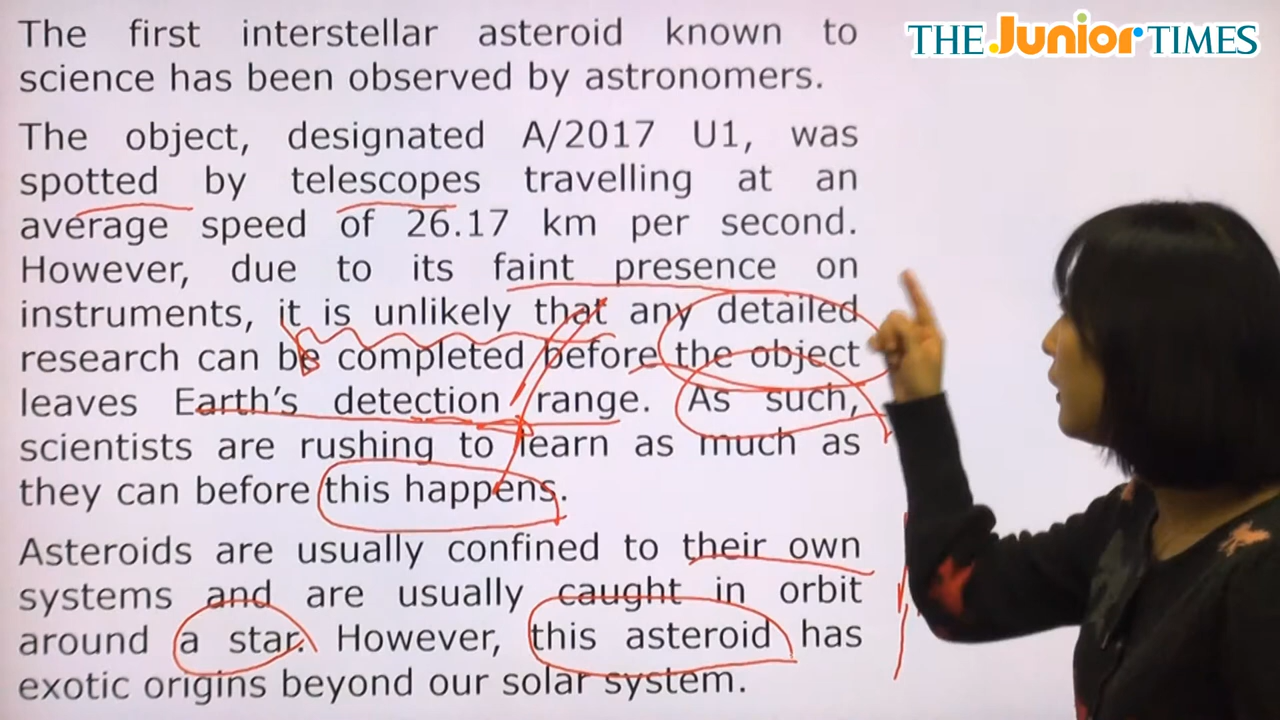 THE Junior TIMES
The first interstellar asteroid known to
science has been observed by astronomers.
The object, designated A/2017 U1, was
spotted by telescopes travelling at an
average speed of 26.17 km per second.
However, due to its faint presence on
instruments, it is unlikely that any detailed
research can be completed before the object
leaves Earth's detection range. As such,
scientists are rushing to learn as much as
they can before this happens.
Asteroids are usually confined to their own
systems and are usually caught in orbit
around a star. However, this asteroid has
exotic origins beyond our solar system.